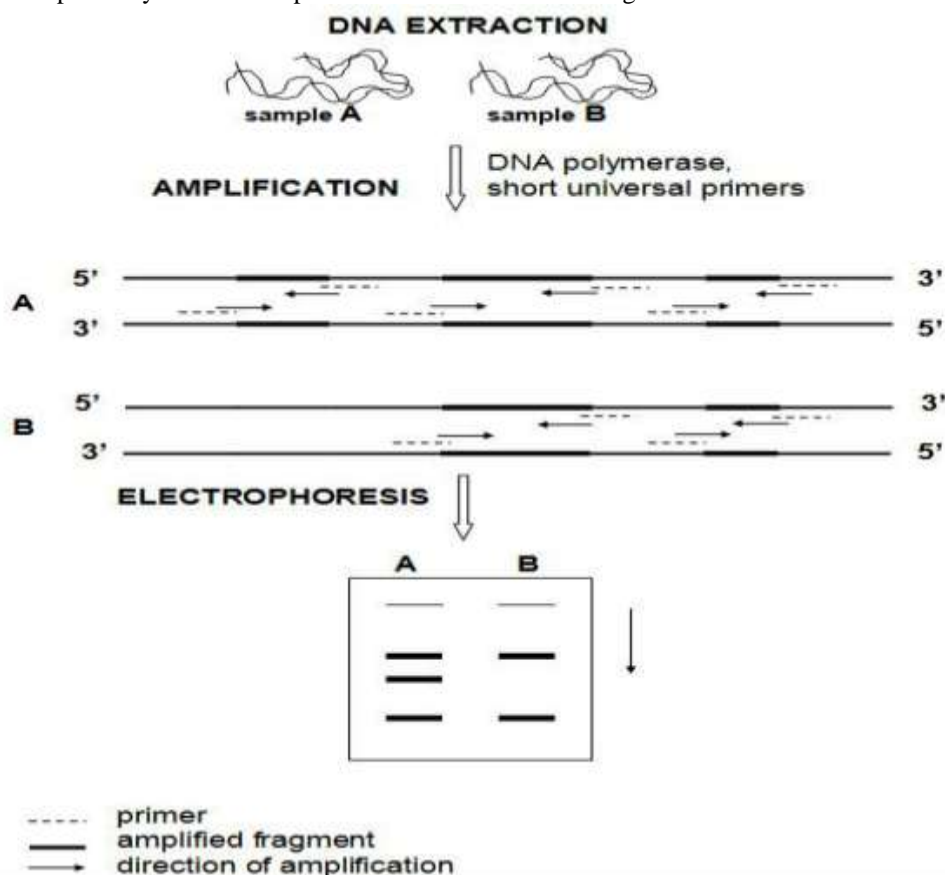 DNA EXTRACTION
sample A sample B
DNA polymerase,
AMPLIFICATION short universal primers
5' 3'
A
3' 5'
5' 3'
B
3' 5'
ELECTROPHORESIS
A B
primer
amplified fragment
direction of amplification